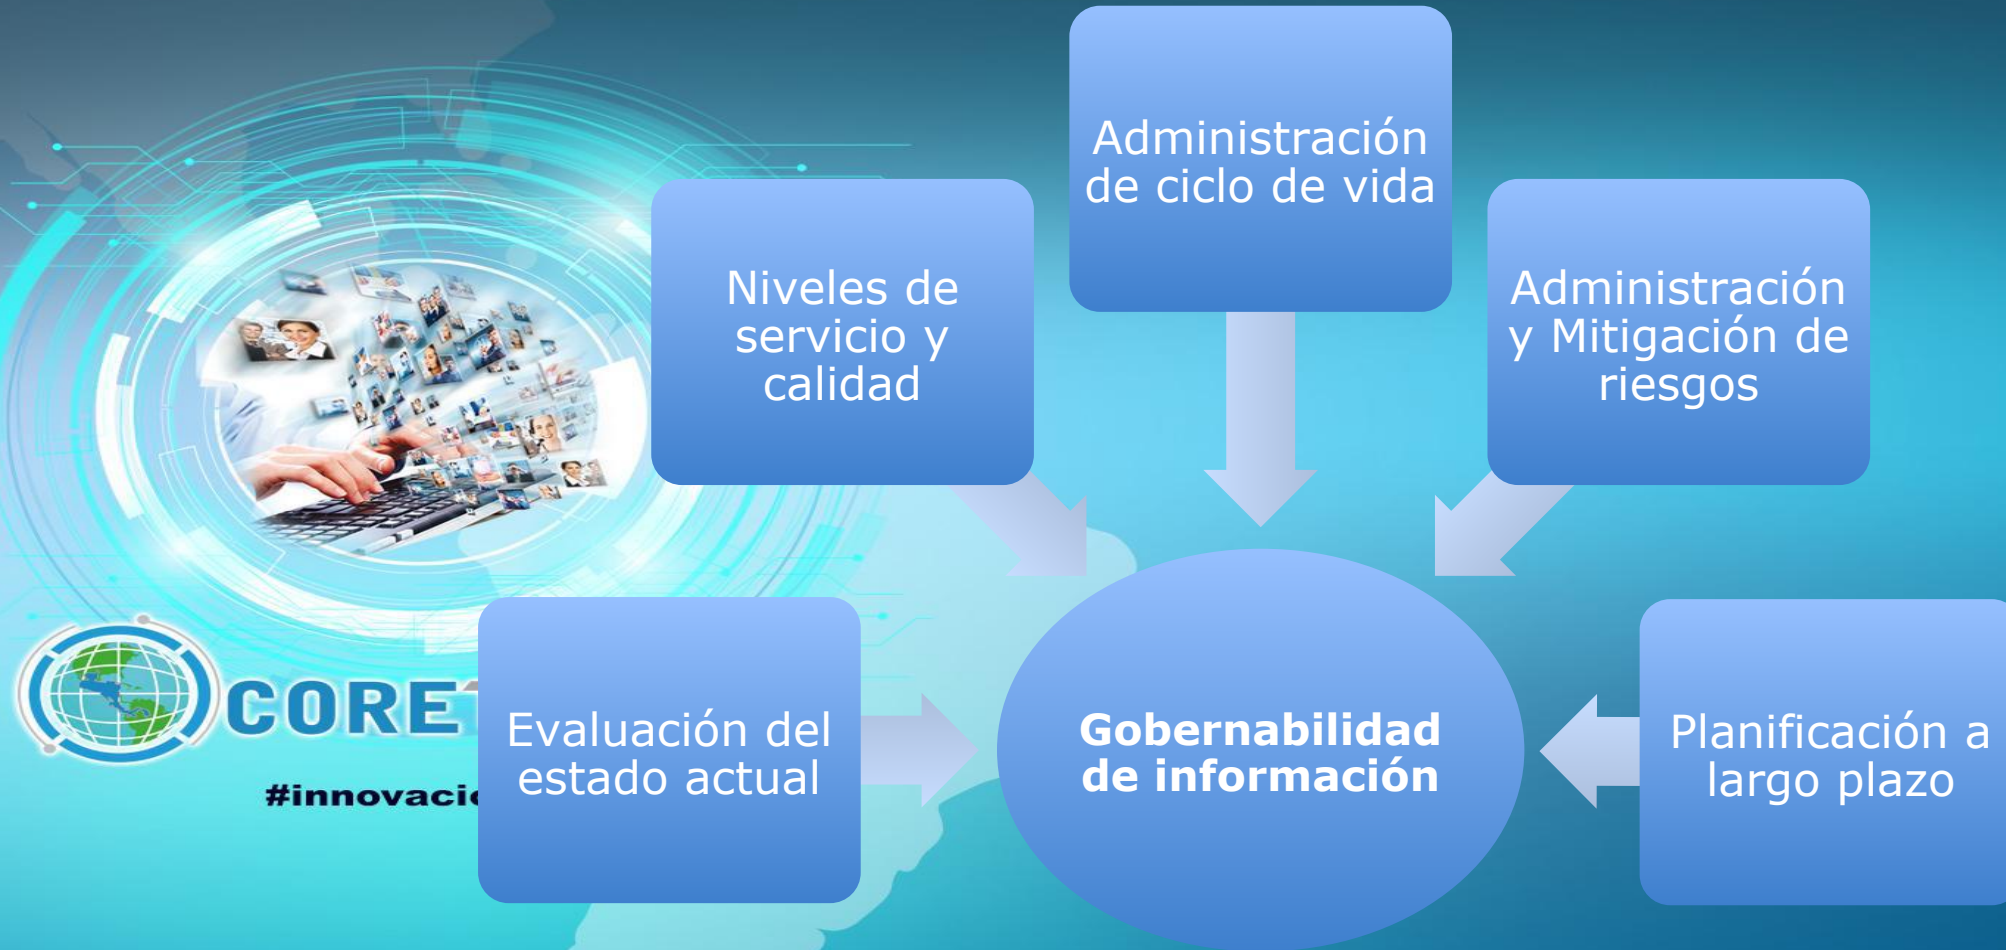 Administración
de ciclo de vida
Niveles de
servicio y
calidad
Administración
y Mitigación de
riesgos
Evaluación del
estado actual
Gobernabilidad
de información
Planificación a
largo plazo
CORE